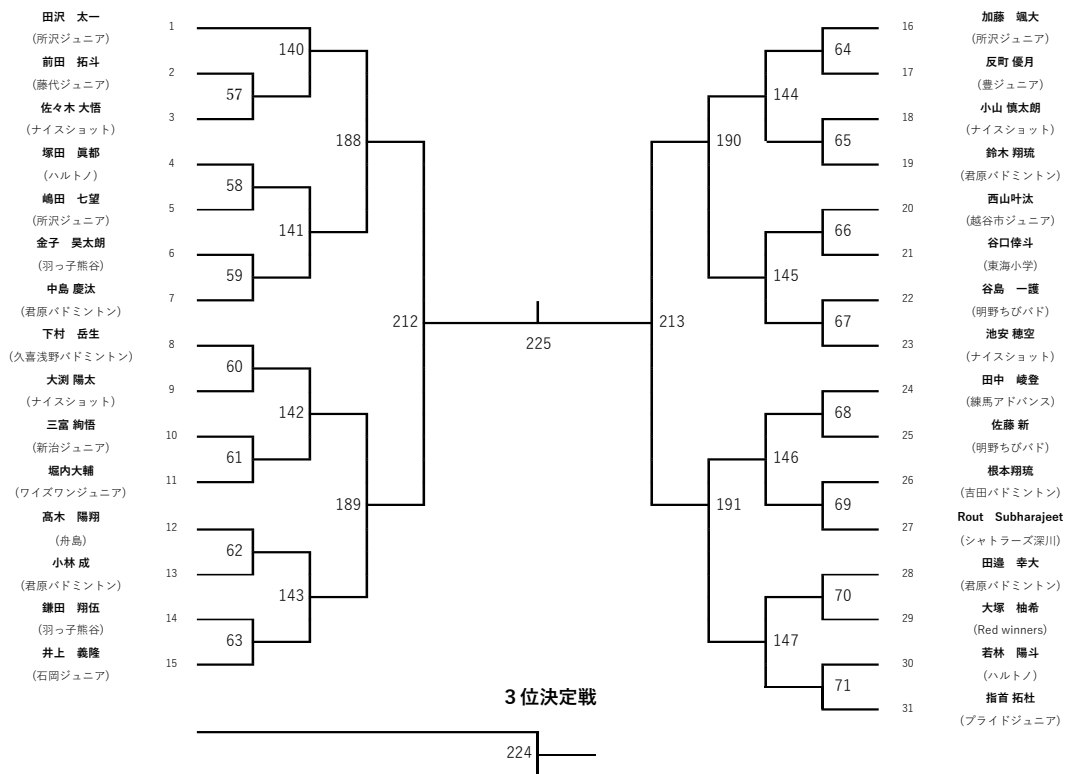 田沢　太一
1
(所沢ジュニア)
前田　拓斗
2
(藤代ジュニア)
佐々木 大悟
3
(ナイスショット)
塚田　眞都
4
(ハルトノ)
嶋田　七望
5
(所沢ジュニア)
金子　昊太朗
6
(羽っ子熊谷)
中島 慶汰
7
(君原バドミントン)
下村　岳生
8
(久喜浅野バドミントン)
大渕 陽太
9
(ナイスショット)
三富 絢悟
10
(新治ジュニア)
堀内大輔
11
(ワイズワンジュニア)
髙木　陽翔
12
(舟島)
小林 成
13
(君原バドミントン)
鎌田　翔伍
14
(羽っ子熊谷)
井上　義隆
15
(石岡ジュニア)
57
58
59
60
61
62
63
140
141
142
143
188
189
212
225
213
190
191
144
145
146
147
64
65
66
67
68
69
70
71
16
加藤　颯大
(所沢ジュニア)
17
反町 優月
(豊ジュニア)
18
小山 慎太朗
(ナイスショット)
19
鈴木 翔琉
(君原バドミントン)
20
西山叶汰
(越谷市ジュニア)
21
谷口倖斗
(東海小学)
22
谷島　一護
(明野ちびバド)
23
池安 穂空
(ナイスショット)
24
田中　崚登
(練馬アドバンス)
25
佐藤 新
(明野ちびバド)
26
根本翔琉
(吉田バドミントン)
27
Rout　Subharajeet
(シャトラーズ深川)
28
田邉　幸大
(君原バドミントン)
29
大塚　柚希
(Red winners)
30
若林　陽斗
(ハルトノ)
31
指首 拓杜
(プライドジュニア)
３位決定戦
224